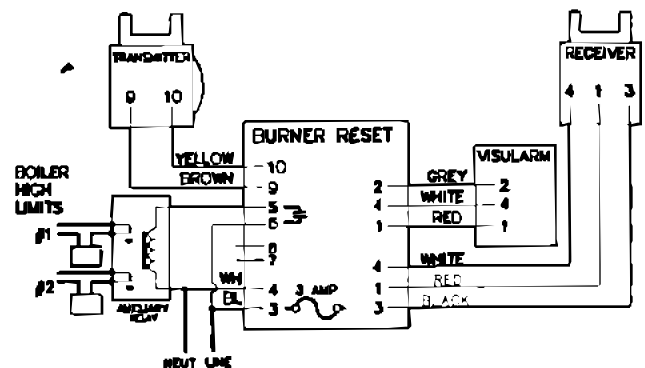 TRANSMITTER
9 10
RECEIVER
4 1 3
BURNER RESET
VISULARM
YELLOW
BROWN
10
9
5
6
8
7
4
3
3 AMP
2
4
1
4
1
3
GREY
WHITE
RED
2
4
1
WHITE
RED
BLACK
BOILER
HIGH
LIMITS
#1
#2
AUXILIARY
RELAY
WH
BL
NEUT LINE